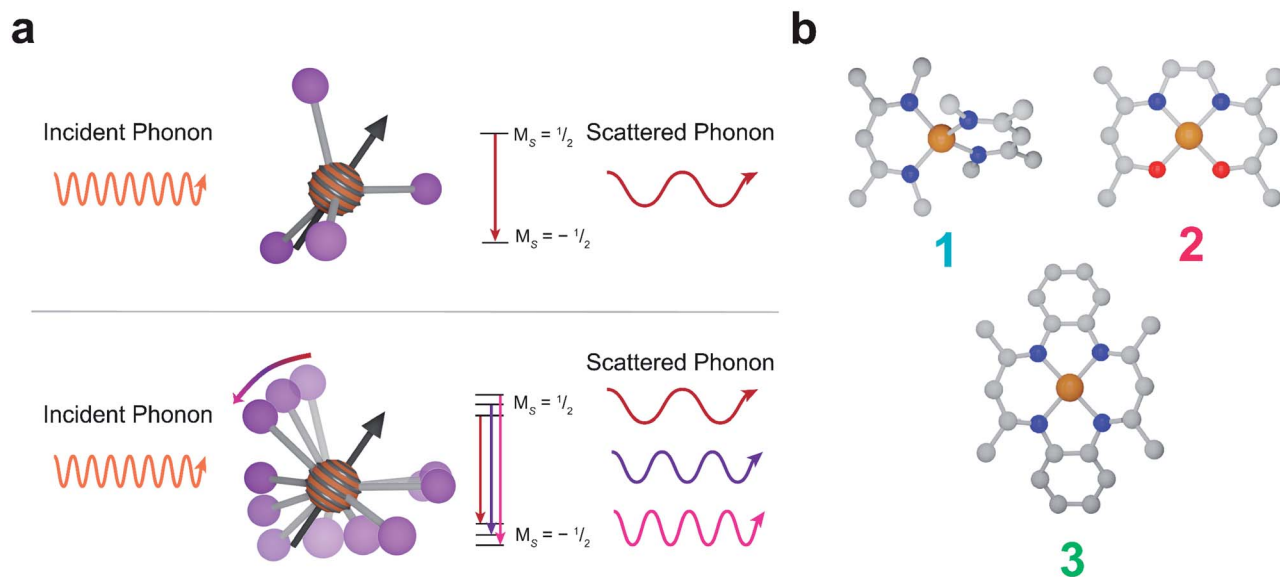 a
Incident Phonon
M_S = 1/2
M_S = – 1/2
Scattered Phonon
Incident Phonon
M_S = 1/2
M_S = – 1/2
Scattered Phonon
b
1
2
3